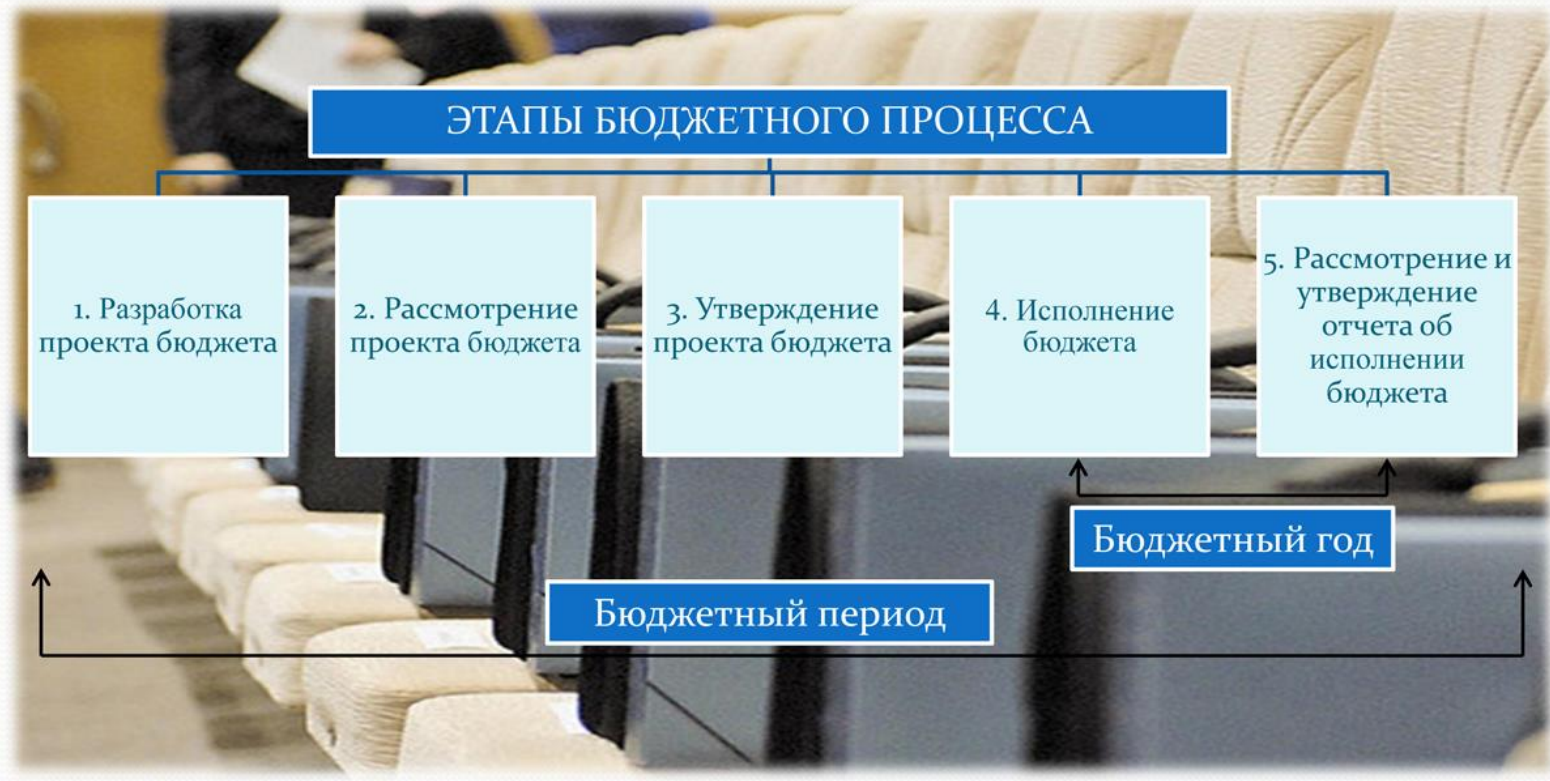 ЭТАПЫ БЮДЖЕТНОГО ПРОЦЕССА
1. Разработка
проекта бюджета
2. Рассмотрение
проекта бюджета
3. Утверждение
проекта бюджета
4. Исполнение
бюджета
5. Рассмотрение и
утверждение
отчета об
исполнении
бюджета
Бюджетный год
Бюджетный период